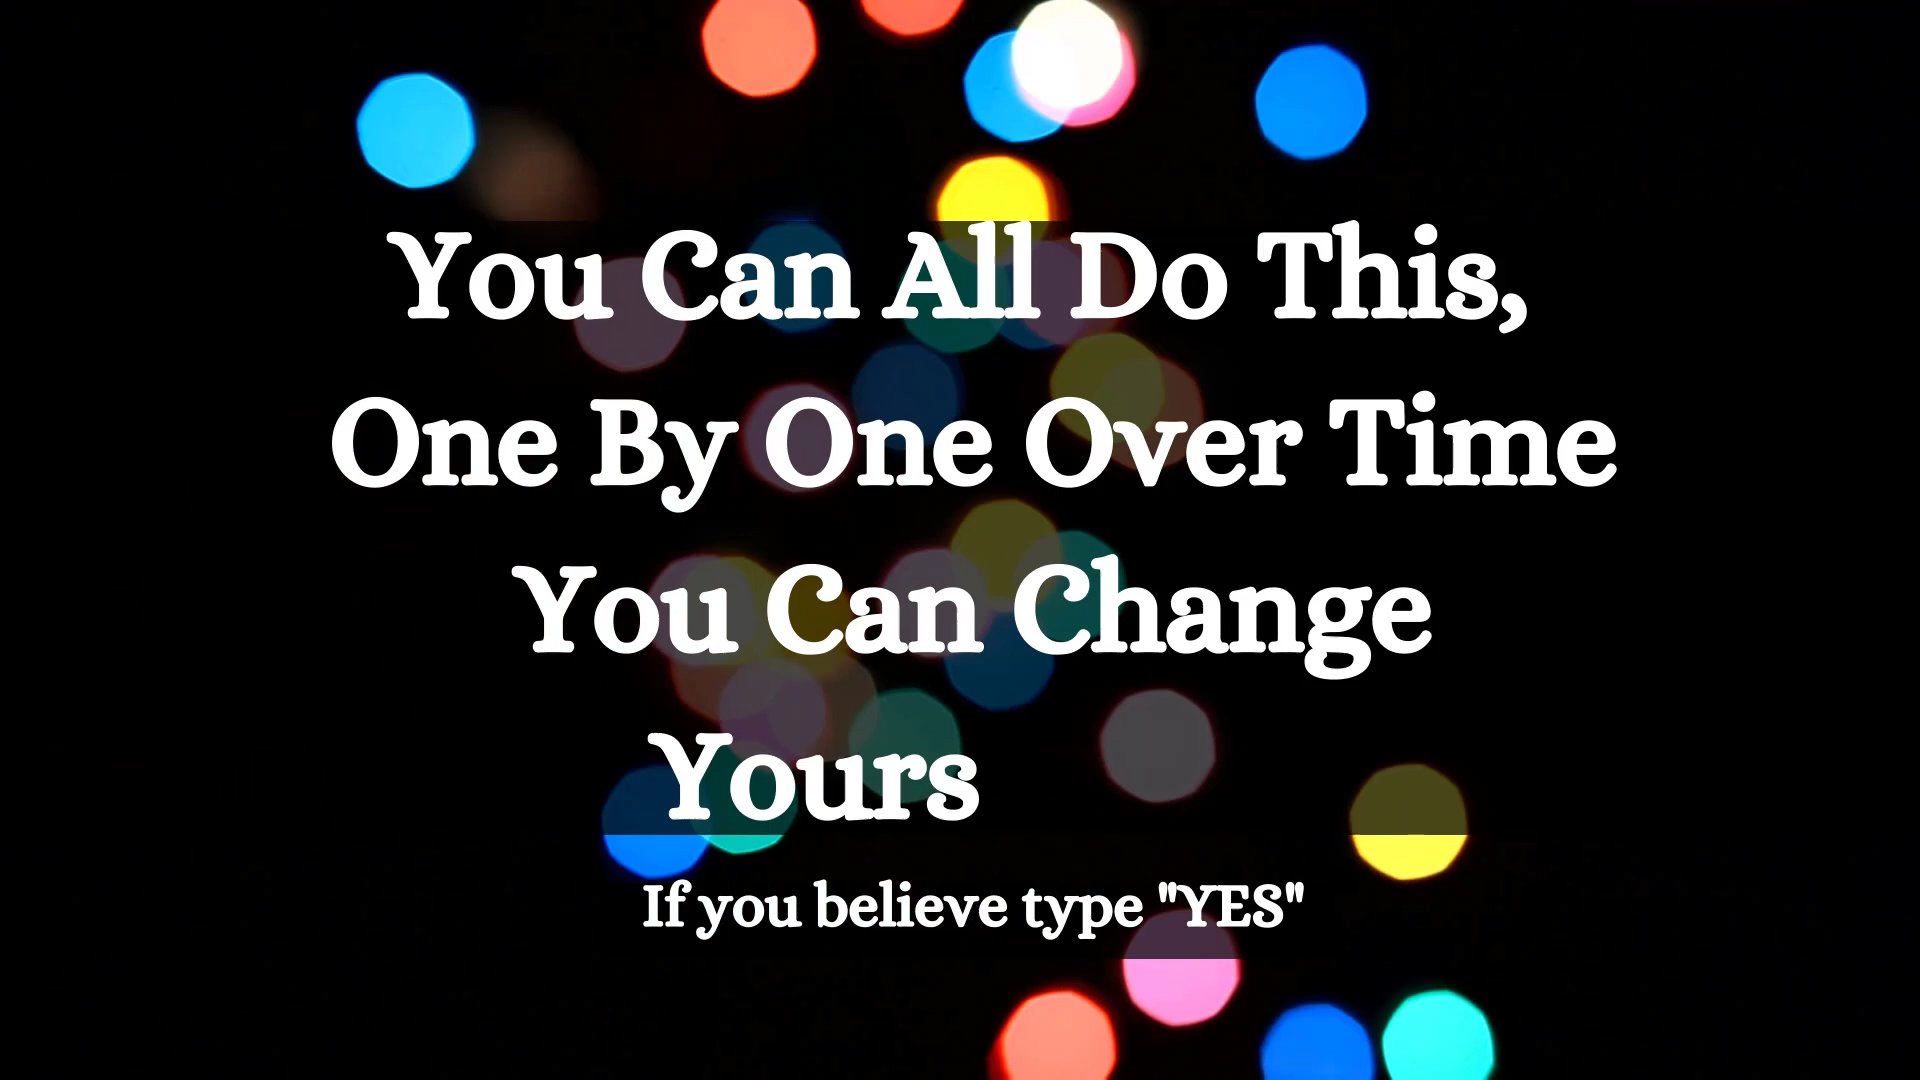 You Can All Do This,
One By One Over Time
You Can Change
Yours
If you believe type "YES"